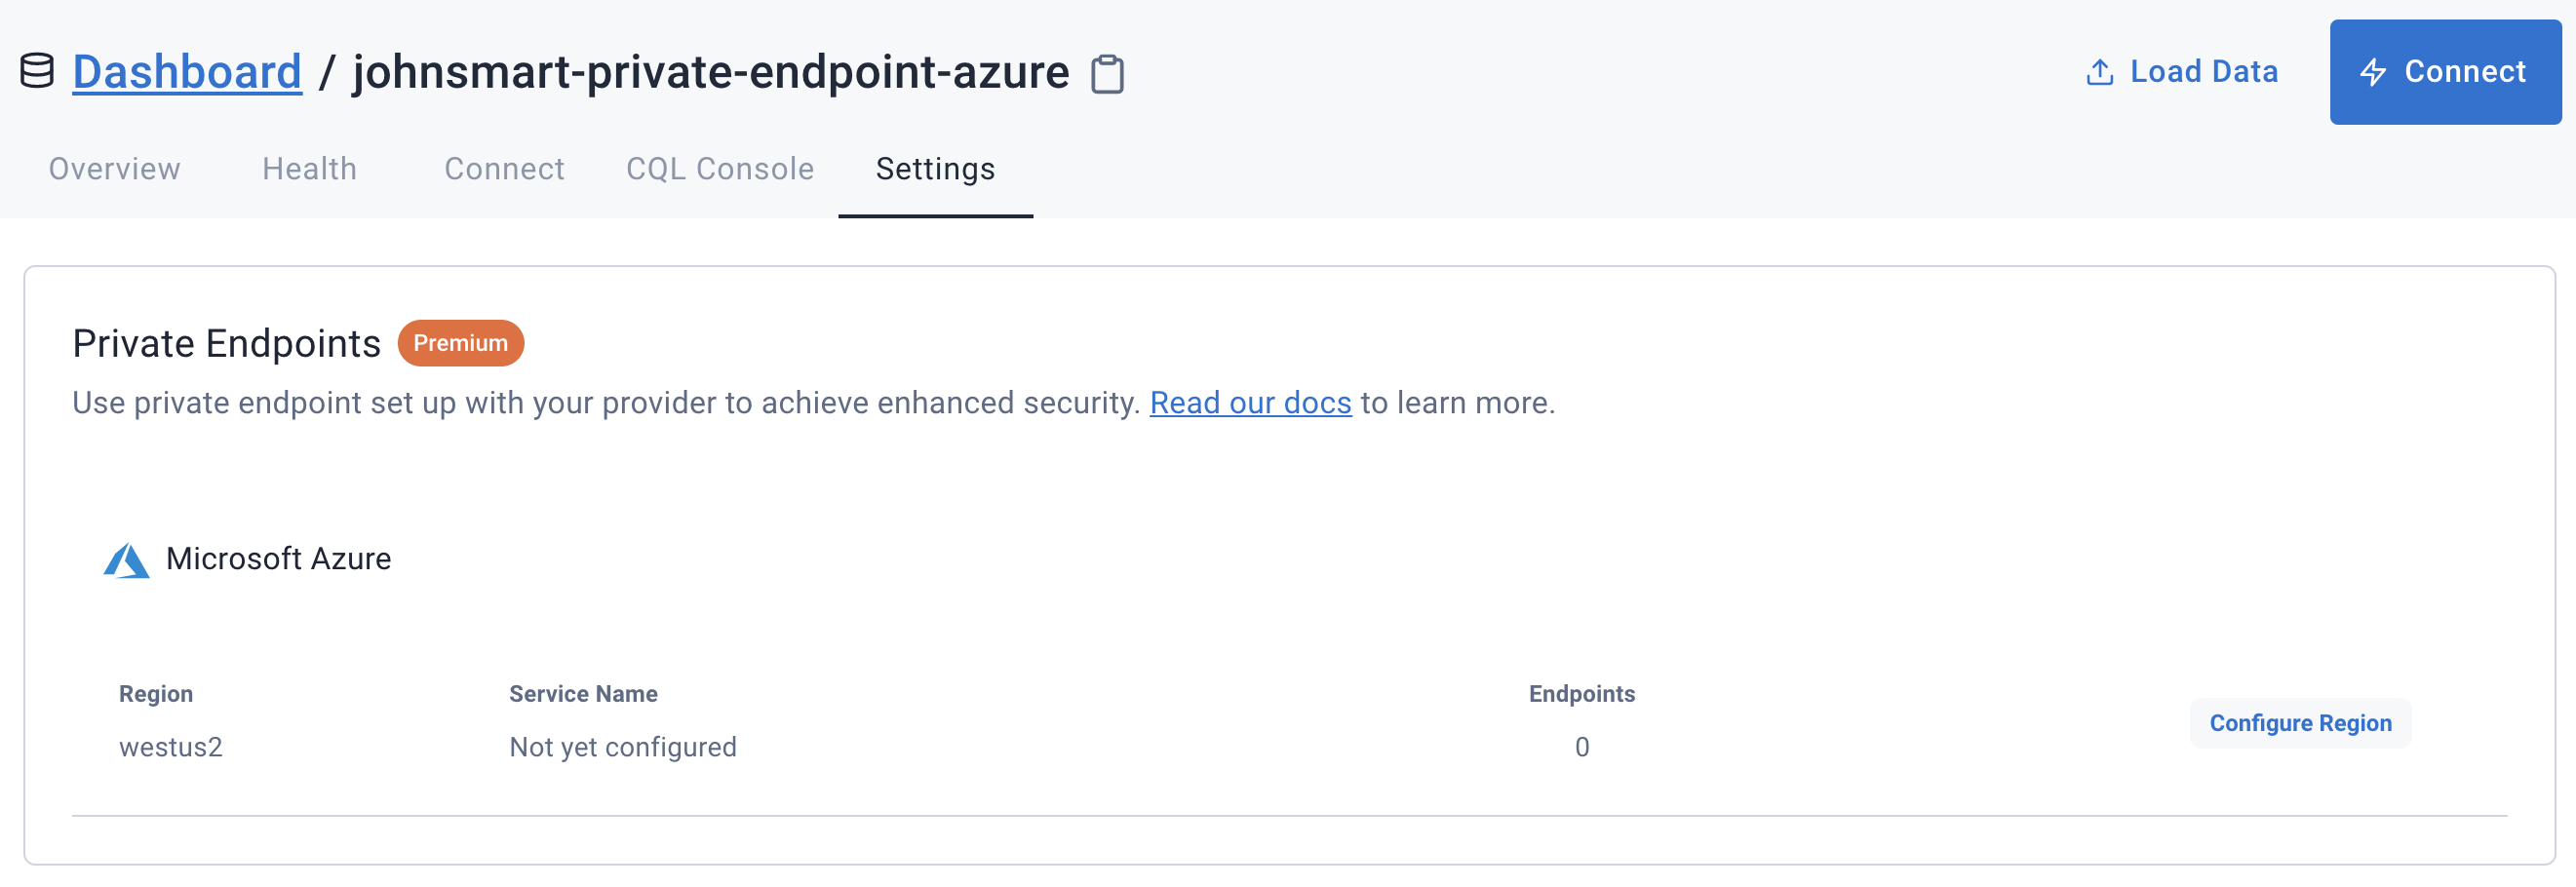 Dashboard / johnsmart-private-endpoint-azure
Load Data
Connect
Overview Health Connect CQL Console Settings
Private Endpoints Premium
Use private endpoint set up with your provider to achieve enhanced security. Read our docs to learn more.
Microsoft Azure
Region Service Name Endpoints
Configure Region
westus2 Not yet configured 0